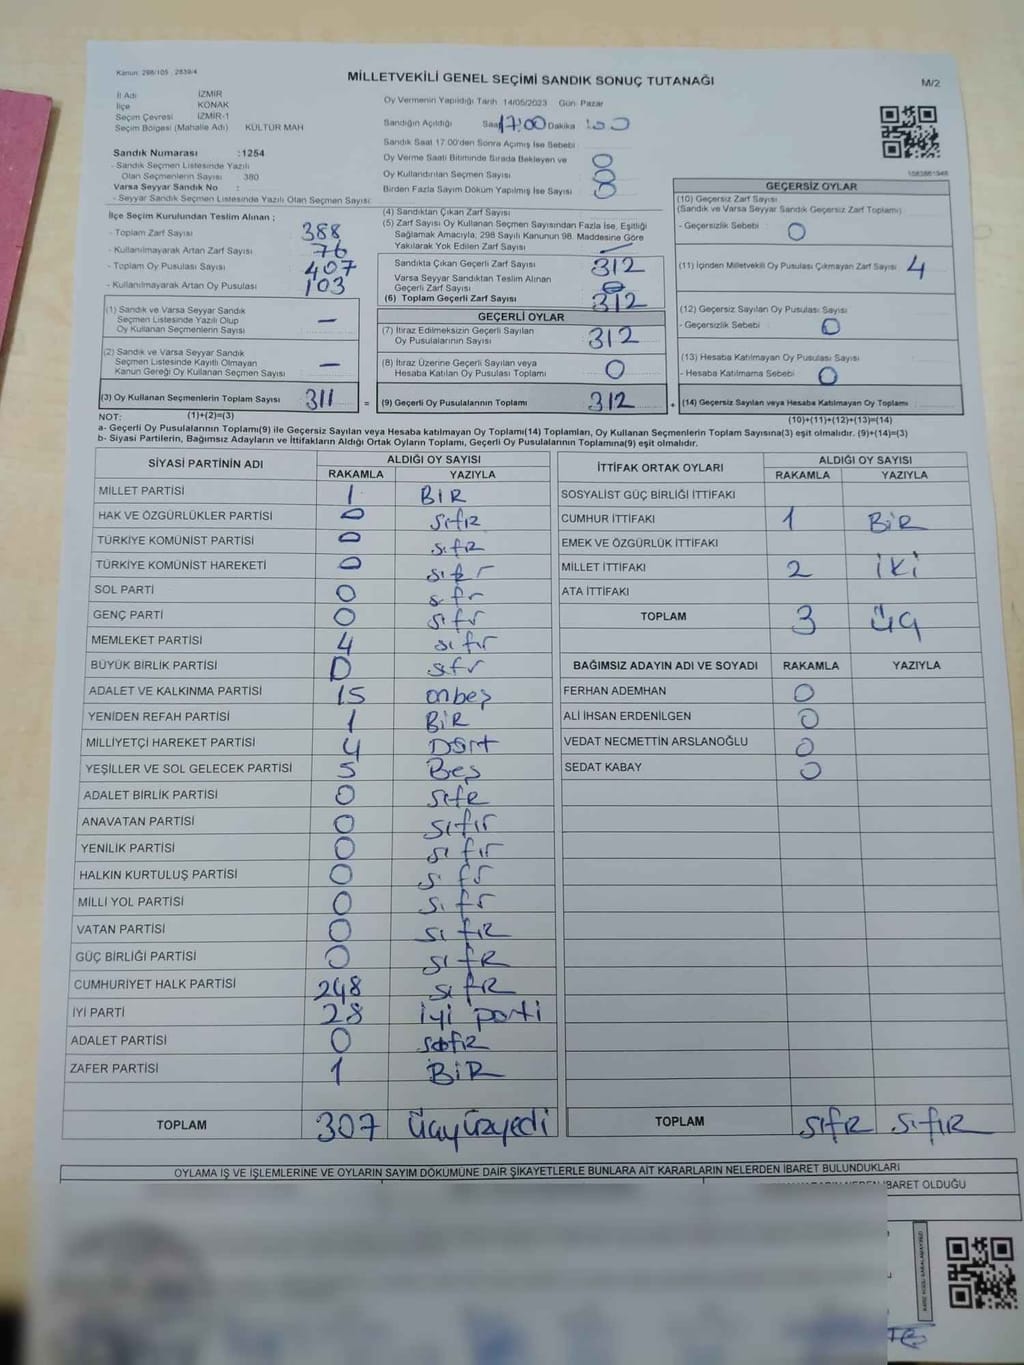 Kanun: 298/105 , 2839/4
MİLLETVEKİLİ GENEL SEÇİMİ SANDIK SONUÇ TUTANAĞI
M/2
İl Adı İZMİR
İlçe KONAK
Seçim Çevresi İZMİR-1
Seçim Bölgesi (Mahalle Adı) KÜLTÜR MAH
Oy Vermenin Yapıldığı Tarih 14/05/2023 Gün: Pazar
Sandığın Açıldığı Saat 17:00 Dakika
Sandık Saat 17:00'den Sonra Açılmış İse Sebebi
Oy Verme Saati Bitiminde Sırada Bekleyen ve 0
Oy Kullandırılan Seçmen Sayısı 0
Birden Fazla Sayım Döküm Yapılmış İse Sayısı 0
Sandık Numarası :1254
- Sandık Seçmen Listesinde Yazılı
Olan Seçmenlerin Sayısı 380
Varsa Seyyar Sandık No :
- Seyyar Sandık Seçmen Listesinde Yazılı Olan Seçmen Sayısı:
İlçe Seçim Kurulundan Teslim Alınan ;
- Toplam Zarf Sayısı 388
- Kullanılmayarak Artan Zarf Sayısı 76
- Toplam Oy Pusulası Sayısı 407
- Kullanılmayarak Artan Oy Pusulası 103
(1) Sandık ve Varsa Seyyar Sandık
Seçmen Listesinde Yazılı Olup
Oy Kullanan Seçmenlerin Sayısı –
(2) Sandık ve Varsa Seyyar Sandık
Seçmen Listesinde Kayıtlı Olmayan
Kanun Gereği Oy Kullanan Seçmen Sayısı –
(3) Oy Kullanan Seçmenlerin Toplam Sayısı 311 =
(4) Sandıktan Çıkan Zarf Sayısı
(5) Zarf Sayısı Oy Kullanan Seçmen Sayısından Fazla İse, Eşitliği
Sağlamak Amacıyla, 298 Sayılı Kanunun 98. Maddesine Göre
Yakılarak Yok Edilen Zarf Sayısı –
Sandıkta Çıkan Geçerli Zarf Sayısı 312
Varsa Seyyar Sandıktan Teslim Alınan
Geçerli Zarf Sayısı 0
(6) Toplam Geçerli Zarf Sayısı 312
GEÇERLİ OYLAR
(7) İtiraz Edilmeksizin Geçerli Sayılan
Oy Pusulalarının Sayısı 312
(8) İtiraz Üzerine Geçerli Sayılan veya
Hesaba Katılan Oy Pusulası Toplamı 0
(9) Geçerli Oy Pusulalarının Toplamı 312 +
GEÇERSİZ OYLAR
(10) Geçersiz Zarf Sayısı
(Sandık ve Varsa Seyyar Sandık Geçersiz Zarf Toplamı)
- Geçersizlik Sebebi 0
(11) İçinden Milletvekili Oy Pusulası Çıkmayan Zarf Sayısı 4
(12) Geçersiz Sayılan Oy Pusulası Sayısı
- Geçersizlik Sebebi 0
(13) Hesaba Katılmayan Oy Pusulası Sayısı
- Hesaba Katılmama Sebebi 0
(14) Geçersiz Sayılan veya Hesaba Katılmayan Oy Toplamı
NOT: (1)+(2)=(3) (10)+(11)+(12)+(13)=(14)
a- Geçerli Oy Pusulalarının Toplamı(9) ile Geçersiz Sayılan veya Hesaba katılmayan Oy Toplamı(14) Toplamları, Oy Kullanan Seçmenlerin Toplam Sayısına(3) eşit olmalıdır. (9)+(14)=(3)
b- Siyasi Partilerin, Bağımsız Adayların ve İttifakların Aldığı Ortak Oyların Toplamı, Geçerli Oy Pusulalarının Toplamına(9) eşit olmalıdır.
SİYASİ PARTİNİN ADI ALDIĞI OY SAYISI
RAKAMLA YAZIYLA
MİLLET PARTİSİ 1 BİR
HAK VE ÖZGÜRLÜKLER PARTİSİ 0 sıfır
TÜRKİYE KOMÜNİST PARTİSİ 0 sıfır
TÜRKİYE KOMÜNİST HAREKETİ 0 sıfır
SOL PARTİ 0 sıfr
GENÇ PARTİ 0 sıfır
MEMLEKET PARTİSİ 4 sıfır
BÜYÜK BİRLİK PARTİSİ 0 sıfr
ADALET VE KALKINMA PARTİSİ 15 onbeş
YENİDEN REFAH PARTİSİ 1 BİR
MİLLİYETÇİ HAREKET PARTİSİ 4 Dört
YEŞİLLER VE SOL GELECEK PARTİSİ 5 Beş
ADALET BİRLİK PARTİSİ 0 sıfR
ANAVATAN PARTİSİ 0 sıfır
YENİLİK PARTİSİ 0 sıfır
HALKIN KURTULUŞ PARTİSİ 0 sıfr
MİLLİ YOL PARTİSİ 0 sıfr
VATAN PARTİSİ 0 sıfıR
GÜÇ BİRLİĞİ PARTİSİ 0 sıfR
CUMHURİYET HALK PARTİSİ 248 sıfR
İYİ PARTİ 28 iyi parti
ADALET PARTİSİ 0 sıfır
ZAFER PARTİSİ 1 BİR
TOPLAM 307 üçyüzyedi
İTTİFAK ORTAK OYLARI ALDIĞI OY SAYISI
RAKAMLA YAZIYLA
SOSYALİST GÜÇ BİRLİĞİ İTTİFAKI
CUMHUR İTTİFAKI 1 BİR
EMEK VE ÖZGÜRLÜK İTTİFAKI
MİLLET İTTİFAKI 2 iki
ATA İTTİFAKI
TOPLAM 3 üç
BAĞIMSIZ ADAYIN ADI VE SOYADI RAKAMLA YAZIYLA
FERHAN ADEMHAN 0
ALİ İHSAN ERDENİLGEN 0
VEDAT NECMETTİN ARSLANOĞLU 0
SEDAT KABAY 0
TOPLAM sıfR sıfıR
OYLAMA İŞ VE İŞLEMLERİNE VE OYLARIN SAYIM DÖKÜMÜNE DAİR ŞİKAYETLERLE BUNLARA AİT KARARLARIN NELERDEN İBARET BULUNDUKLARI
İBARET OLDUĞU